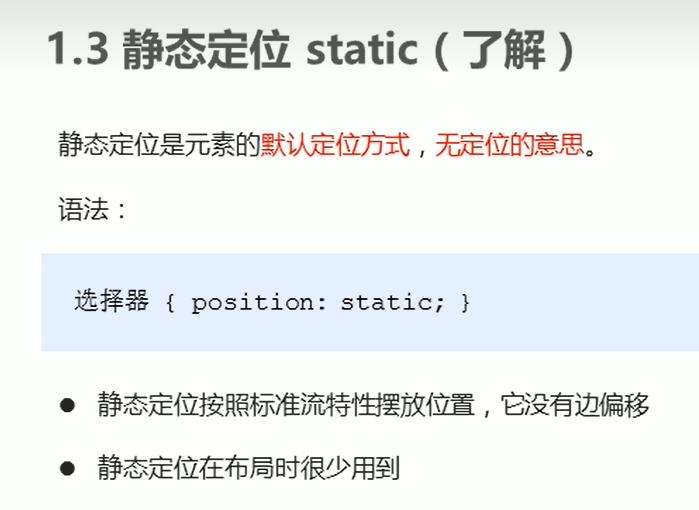 1.3 静态定位 static（了解）
静态定位是元素的默认定位方式，无定位的意思。
语法：
选择器 { position: static; }
● 静态定位按照标准流特性摆放位置，它没有边偏移
● 静态定位在布局时很少用到